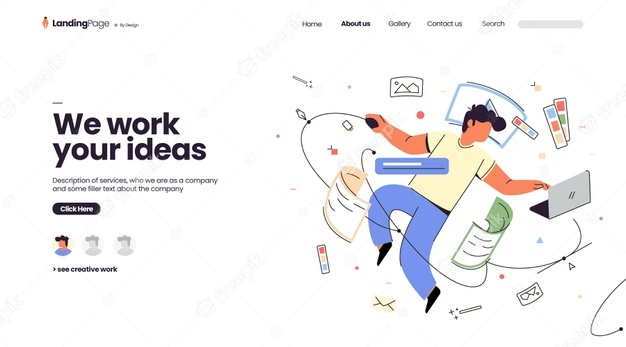 LandingPage
By Design
Home
About us
Gallery
Contact us
Search
We work
your ideas
Description of services, who we are as a company
and some filler text about the company
Click Here
> see creative work
freepik